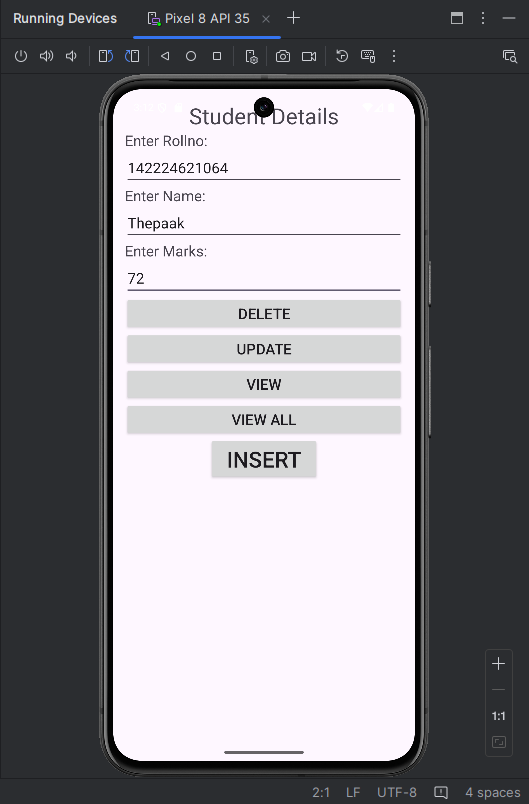 Running Devices
Pixel 8 API 35
Student Details
Enter Rollno:
142224621064
Enter Name:
Thepaak
Enter Marks:
72
DELETE
UPDATE
VIEW
VIEW ALL
INSERT
1:1
2:1 LF UTF-8 4 spaces